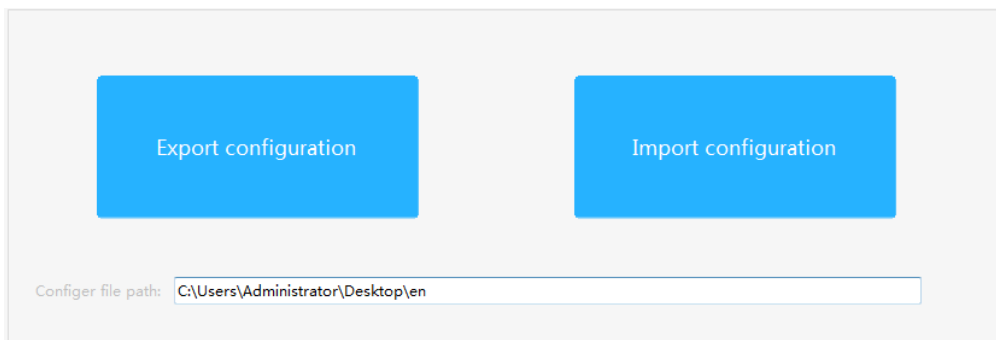 Export configuration
Import configuration
Configer file path: C:\Users\Administrator\Desktop\en